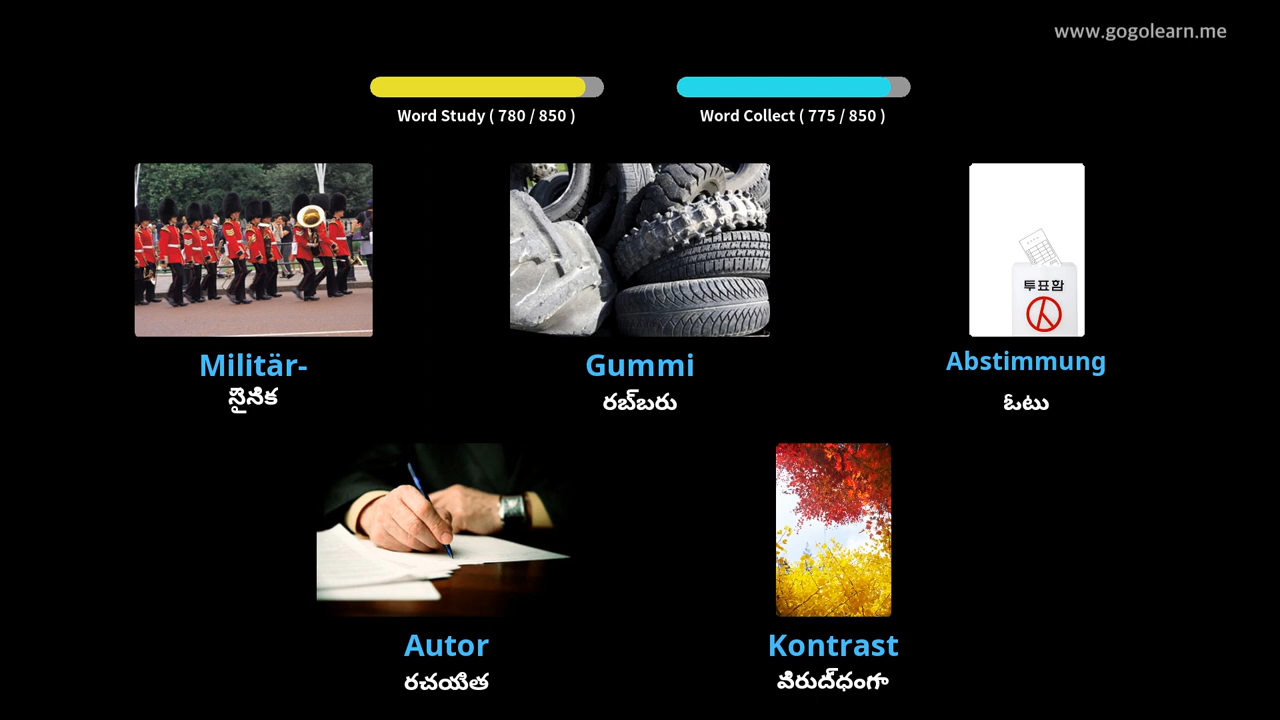 www.gogolearn.me
Word Study ( 780 / 850 )
Word Collect ( 775 / 850 )
투표함
Militär-
సైనిక
Gummi
రబ్బరు
Abstimmung
ఓటు
Autor
రచయిత
Kontrast
విరుద్ధంగా